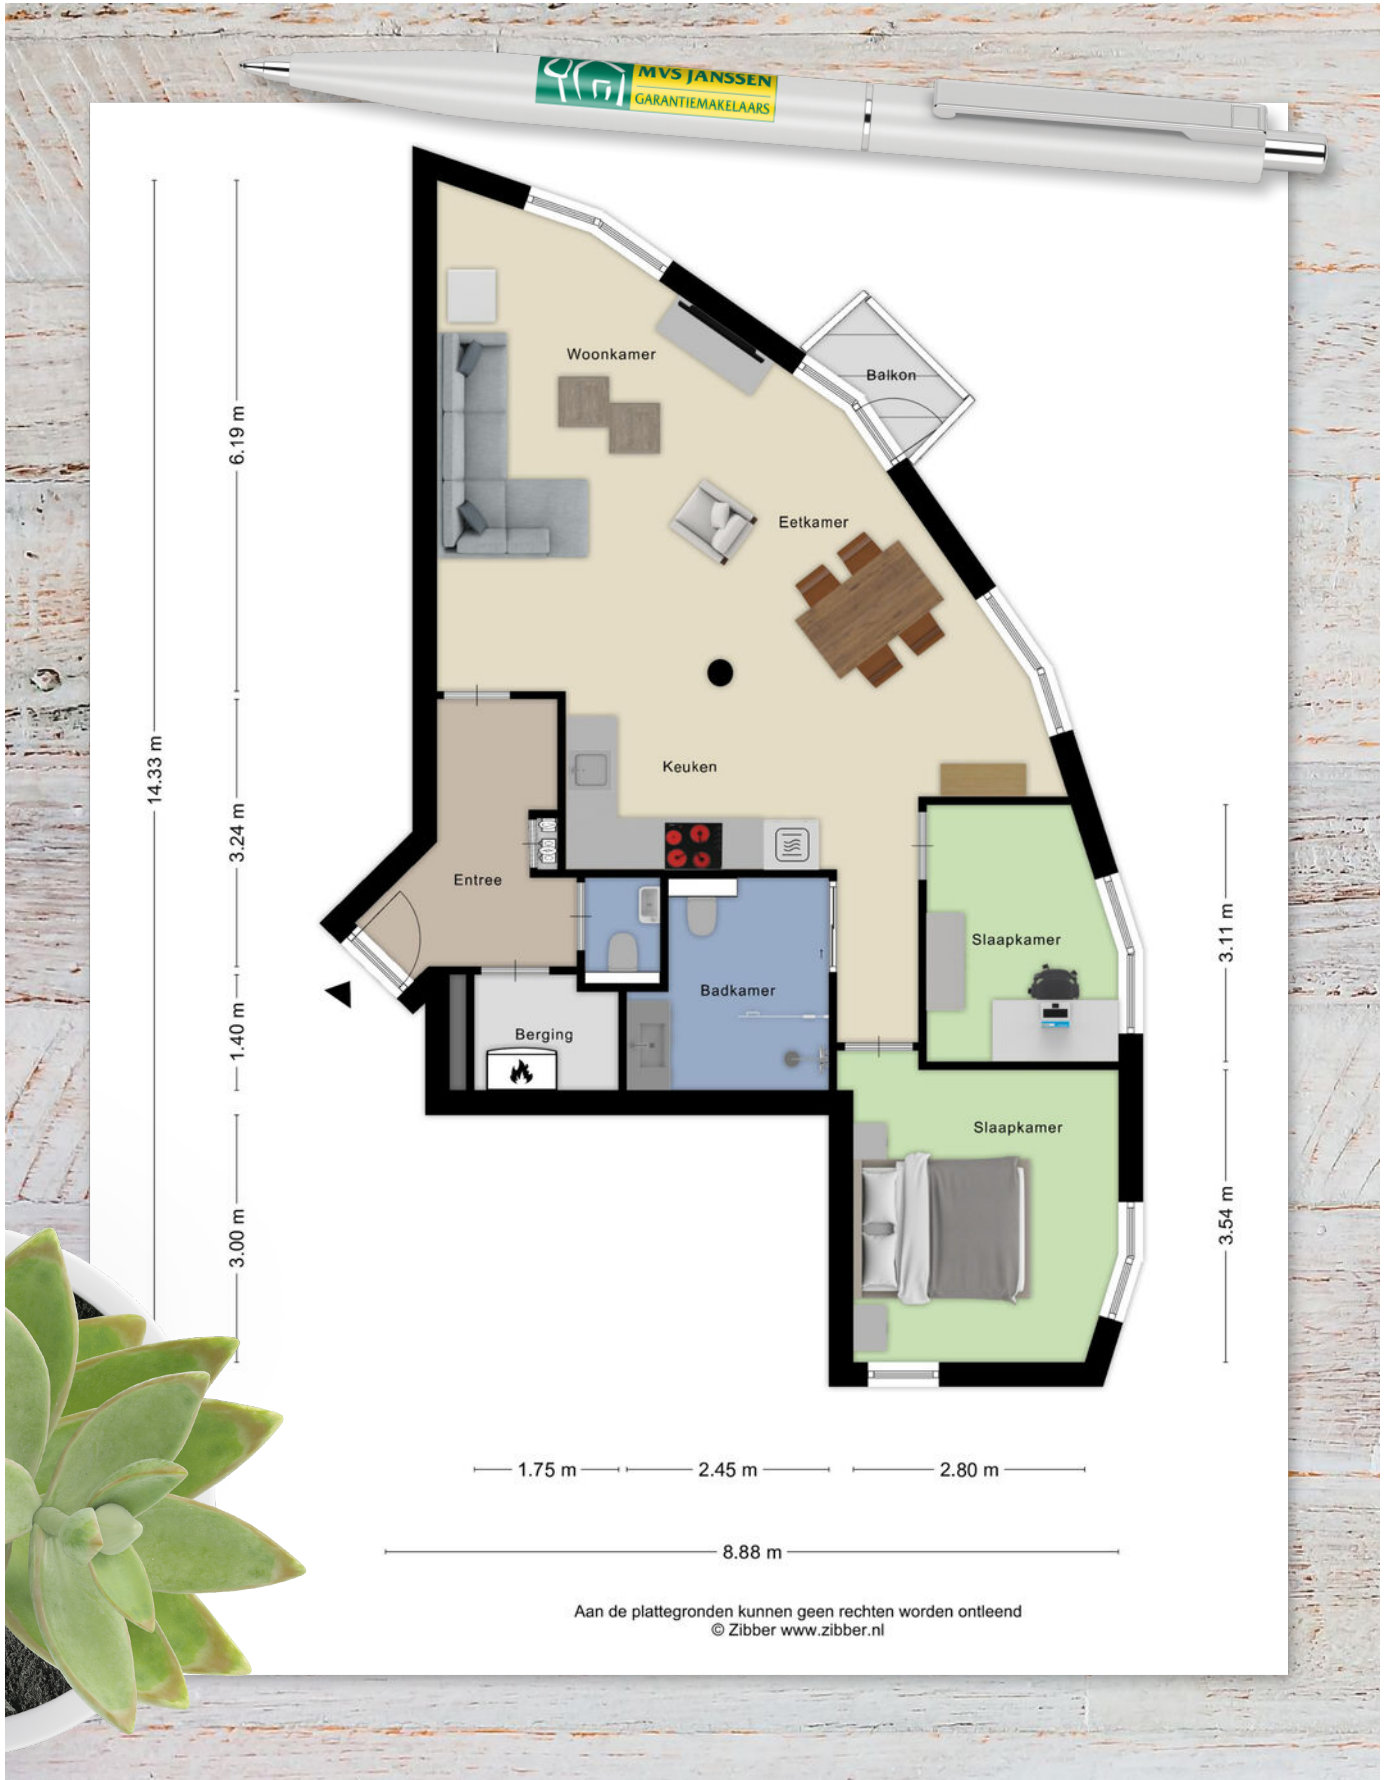 MVS JANSSEN
GARANTIEMAKELAARS
Woonkamer
Balkon
6.19 m
Eetkamer
14.33 m
Keuken
3.24 m
Entree
Slaapkamer
3.11 m
Badkamer
1.40 m
Berging
Slaapkamer
3.54 m
3.00 m
1.75 m
2.45 m
2.80 m
8.88 m
Aan de plattegronden kunnen geen rechten worden ontleend
© Zibber www.zibber.nl